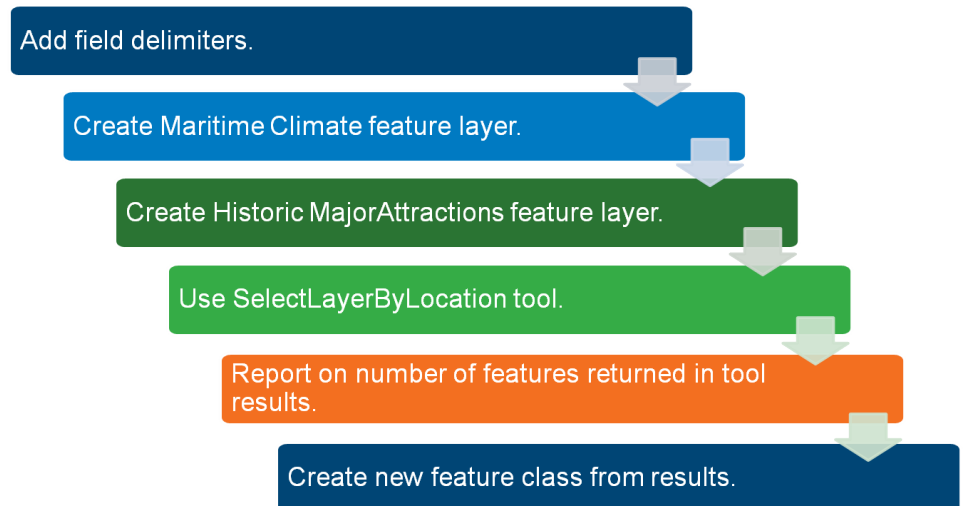 Add field delimiters.
Create Maritime Climate feature layer.
Create Historic MajorAttractions feature layer.
Use SelectLayerByLocation tool.
Report on number of features returned in tool
results.
Create new feature class from results.